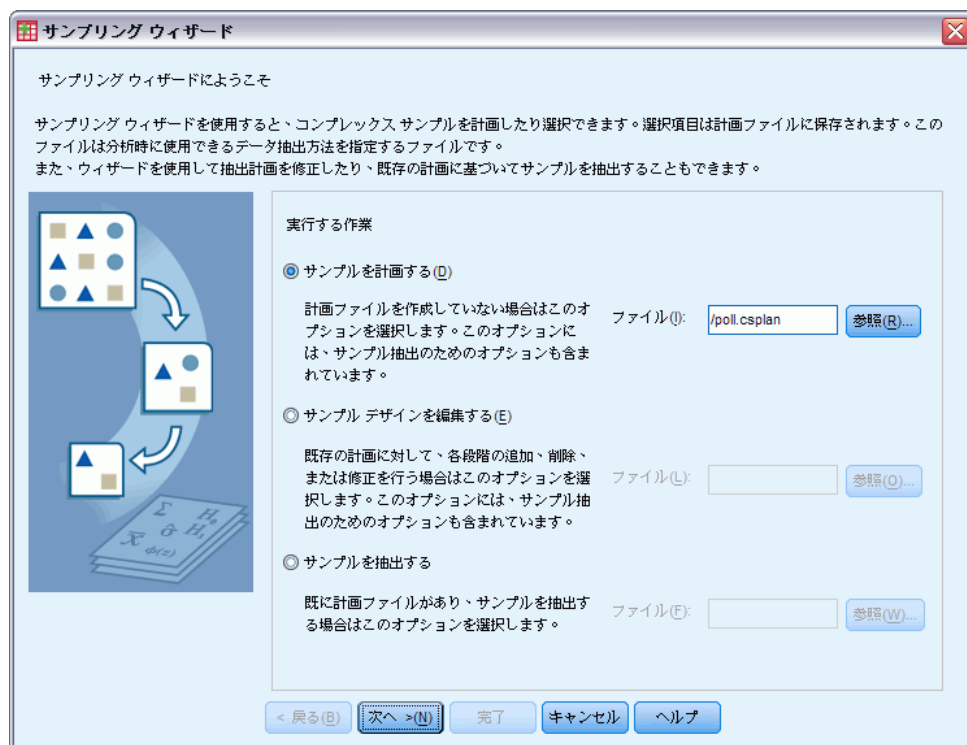 サンプリング ウィザード
サンプリング ウィザードにようこそ
サンプリング ウィザードを使用すると、コンプレックス サンプルを計画したり選択できます。選択項目は計画ファイルに保存されます。この
ファイルは分析時に使用できるデータ抽出方法を指定するファイルです。
また、ウィザードを使用して抽出計画を修正したり、既存の計画に基づいてサンプルを抽出することもできます。
実行する作業
サンプルを計画する(D)
計画ファイルを作成していない場合はこのオ
プションを選択します。このオプションに
は、サンプル抽出のためのオプションも含ま
れています。
ファイル(I): /poll.csplan 参照(R)...
サンプル デザインを編集する(E)
既存の計画に対して、各段階の追加、削除、
または修正を行う場合はこのオプションを選
択します。このオプションには、サンプル抽
出のためのオプションも含まれています。
ファイル(L): 参照(O)...
サンプルを抽出する
既に計画ファイルがあり、サンプルを抽出す
る場合はこのオプションを選択します。
ファイル(F): 参照(W)...
Σ H₀
X̄ σ̂ H₁
φ(z)
< 戻る(B) 次へ >(N) 完了 キャンセル ヘルプ